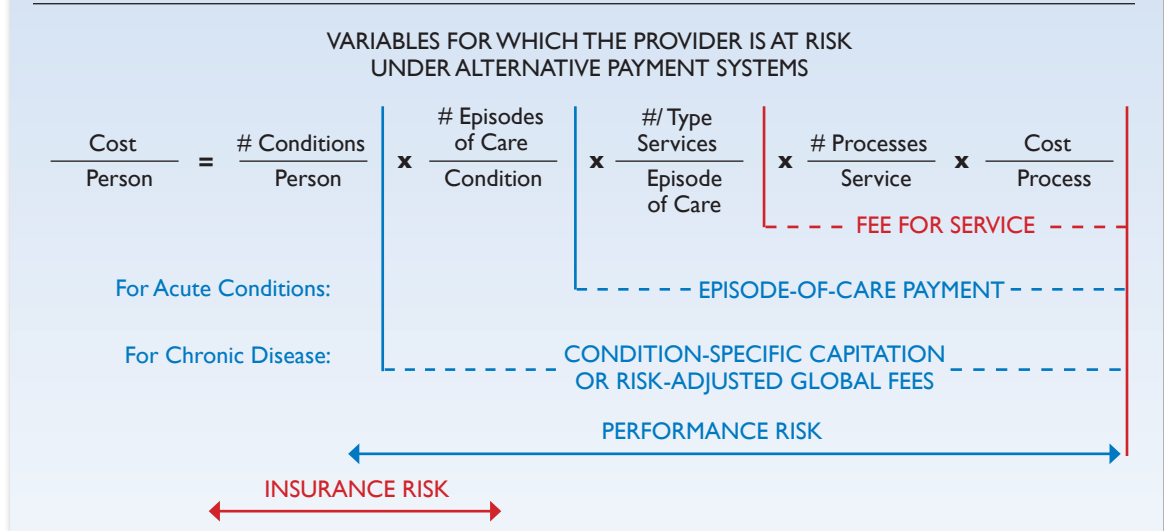 VARIABLES FOR WHICH THE PROVIDER IS AT RISK
UNDER ALTERNATIVE PAYMENT SYSTEMS
Cost
Person
=
# Conditions
Person
x
# Episodes
of Care
Condition
x
#/ Type
Services
Episode
of Care
x
# Processes
Service
x
Cost
Process
FEE FOR SERVICE
For Acute Conditions:
EPISODE-OF-CARE PAYMENT
For Chronic Disease:
CONDITION-SPECIFIC CAPITATION
OR RISK-ADJUSTED GLOBAL FEES
PERFORMANCE RISK
INSURANCE RISK